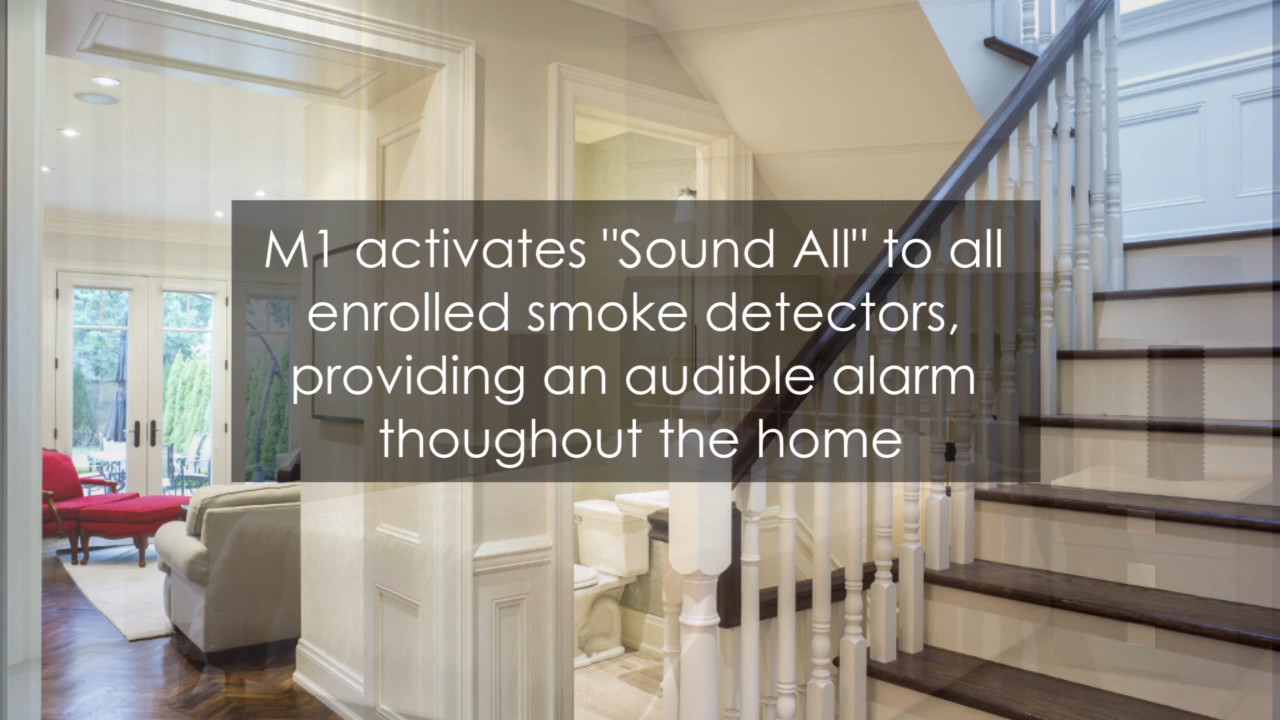 M1 activates "Sound All" to all
enrolled smoke detectors,
providing an audible alarm
thoughout the home